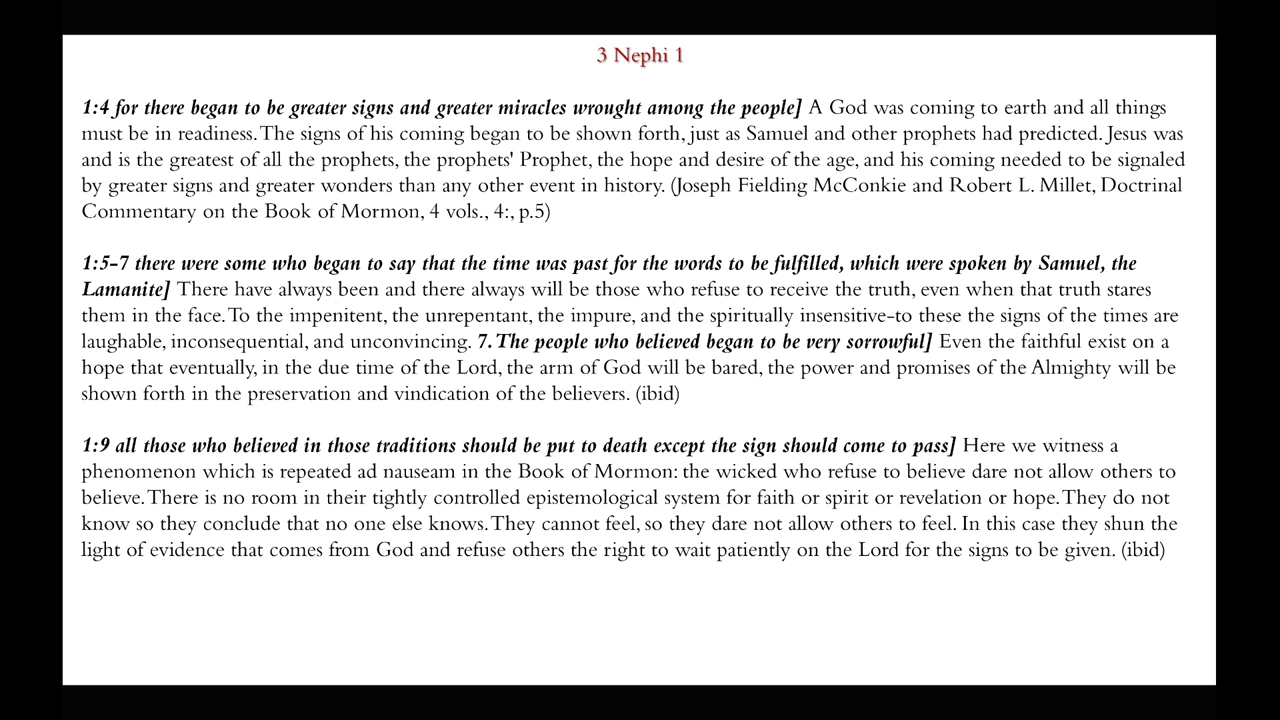 3 Nephi 1
1:4 for there began to be greater signs and greater miracles wrought among the people] A God was coming to earth and all things
must be in readiness. The signs of his coming began to be shown forth, just as Samuel and other prophets had predicted. Jesus was
and is the greatest of all the prophets, the prophets' Prophet, the hope and desire of the age, and his coming needed to be signaled
by greater signs and greater wonders than any other event in history. (Joseph Fielding McConkie and Robert L. Millet, Doctrinal
Commentary on the Book of Mormon, 4 vols., 4:, p.5)
1:5-7 there were some who began to say that the time was past for the words to be fulfilled, which were spoken by Samuel, the
Lamanite] There have always been and there always will be those who refuse to receive the truth, even when that truth stares
them in the face. To the impenitent, the unrepentant, the impure, and the spiritually insensitive-to these the signs of the times are
laughable, inconsequential, and unconvincing. 7. The people who believed began to be very sorrowful] Even the faithful exist on a
hope that eventually, in the due time of the Lord, the arm of God will be bared, the power and promises of the Almighty will be
shown forth in the preservation and vindication of the believers. (ibid)
1:9 all those who believed in those traditions should be put to death except the sign should come to pass] Here we witness a
phenomenon which is repeated ad nauseam in the Book of Mormon: the wicked who refuse to believe dare not allow others to
believe. There is no room in their tightly controlled epistemological system for faith or spirit or revelation or hope. They do not
know so they conclude that no one else knows. They cannot feel, so they dare not allow others to feel. In this case they shun the
light of evidence that comes from God and refuse others the right to wait patiently on the Lord for the signs to be given. (ibid)